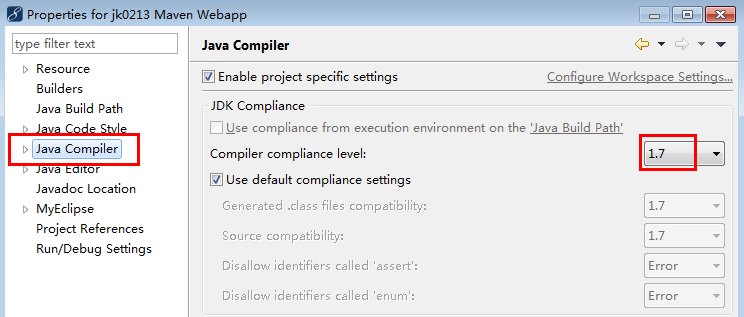 Properties for jk0213 Maven Webapp
type filter text
Resource
Builders
Java Build Path
Java Code Style
Java Compiler
Java Editor
Javadoc Location
MyEclipse
Project References
Run/Debug Settings
Java Compiler
Enable project specific settings
Configure Workspace Settings...
JDK Compliance
Use compliance from execution environment on the 'Java Build Path'
Compiler compliance level: 1.7
Use default compliance settings
Generated .class files compatibility: 1.7
Source compatibility: 1.7
Disallow identifiers called 'assert': Error
Disallow identifiers called 'enum': Error